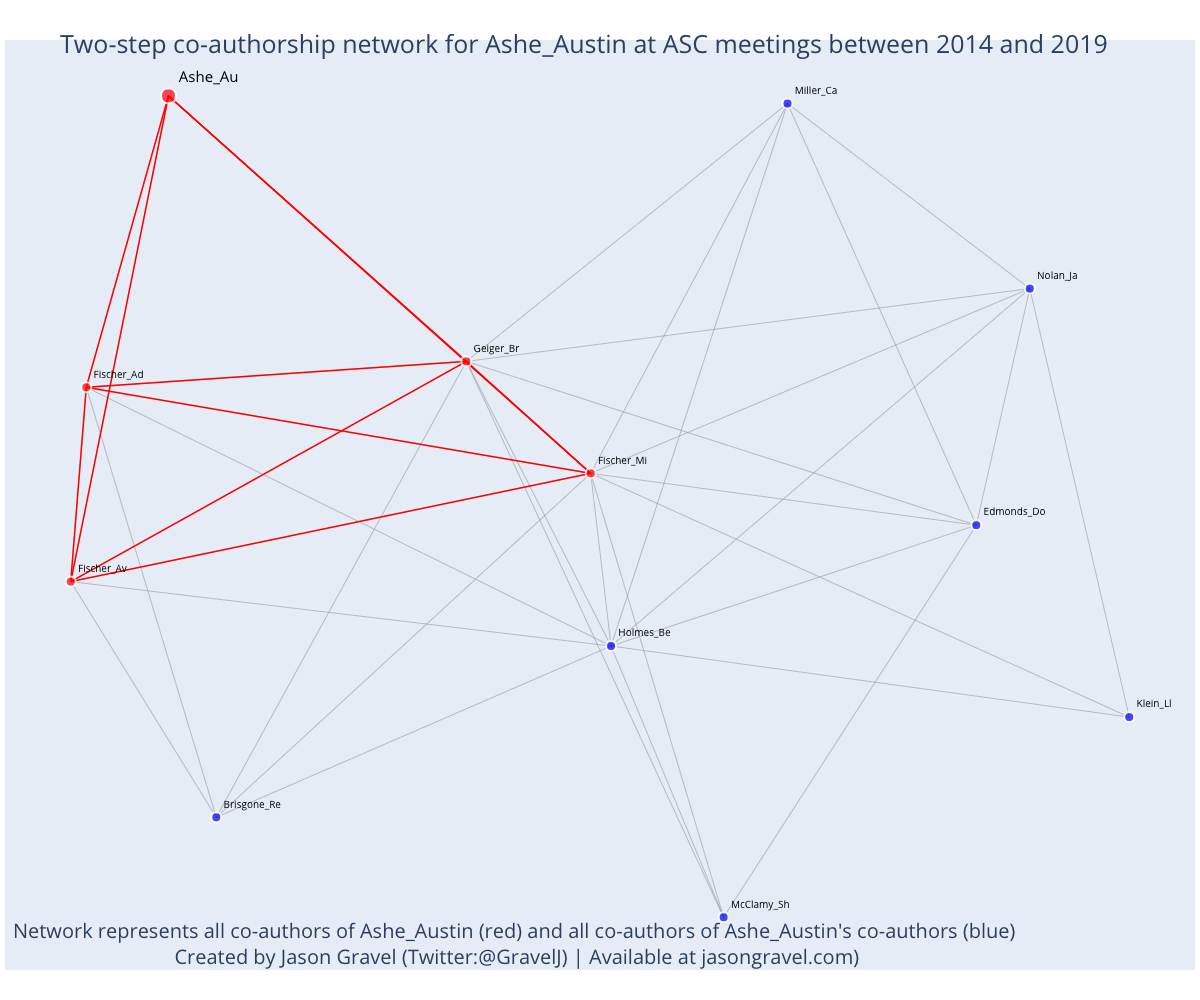 Two-step co-authorship network for Ashe_Austin at ASC meetings between 2014 and 2019
Ashe_Au
Miller_Ca
Nolan_Ja
Geiger_Br
Fischer_Ad
Fischer_Mi
Edmonds_Do
Fischer_Av
Holmes_Be
Klein_Ll
Brisgone_Re
McClamy_Sh
Network represents all co-authors of Ashe_Austin (red) and all co-authors of Ashe_Austin's co-authors (blue)
Created by Jason Gravel (Twitter:@GravelJ) | Available at jasongravel.com)